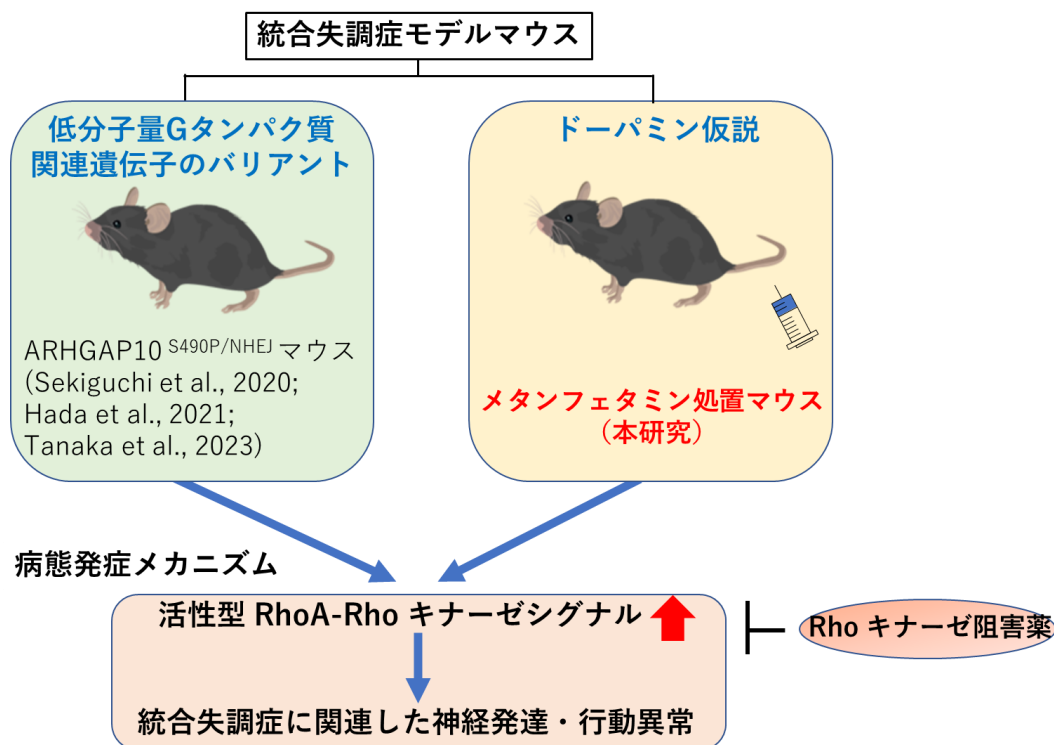 統合失調症モデルマウス
低分子量Gタンパク質
関連遺伝子のバリアント
ARHGAP10 S490P/NHEJ マウス
(Sekiguchi et al., 2020;
Hada et al., 2021;
Tanaka et al., 2023)
ドーパミン仮説
メタンフェタミン処置マウス
（本研究）
病態発症メカニズム
活性型 RhoA-Rho キナーゼシグナル
統合失調症に関連した神経発達・行動異常
Rho キナーゼ阻害薬